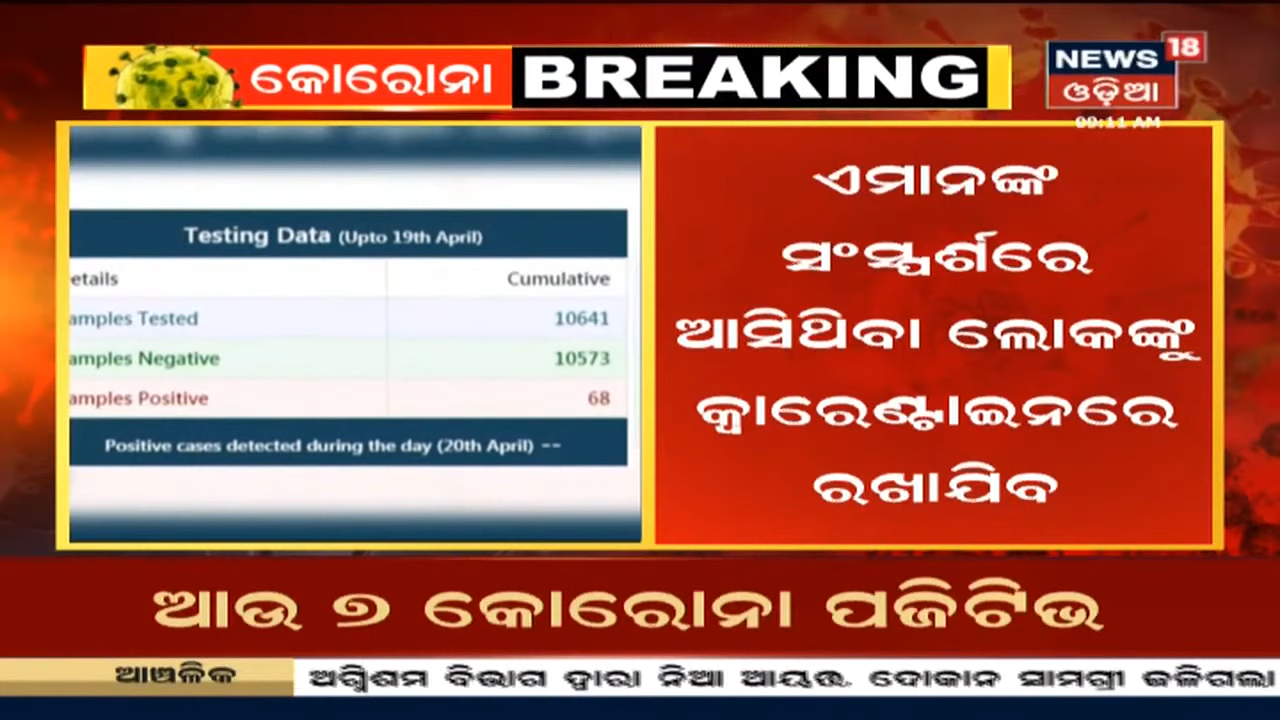 କୋରୋନା BREAKING
NEWS 18
ଓଡ଼ିଆ
09:11 AM
Testing Data (Upto 19th April)
etails Cumulative
amples Tested 10641
amples Negative 10573
amples Positive 68
Positive cases detected during the day (20th April) --
ଏମାନଙ୍କ
ସଂସ୍ପର୍ଶରେ
ଆସିଥିବା ଲୋକଙ୍କୁ
କ୍ୱାରେଣ୍ଟାଇନରେ
ରଖାଯିବ
ଆଉ ୭ କୋରୋନା ପଜିଟିଭ
ଆଞ୍ଚଳିକ ଅଗ୍ନିଶମ ବିଭାଗ ଦ୍ୱାରା ନିଆଁ ଆୟତ୍ତ, ଦୋକାନ ସାମଗ୍ରୀ ଜଳିଗଲା